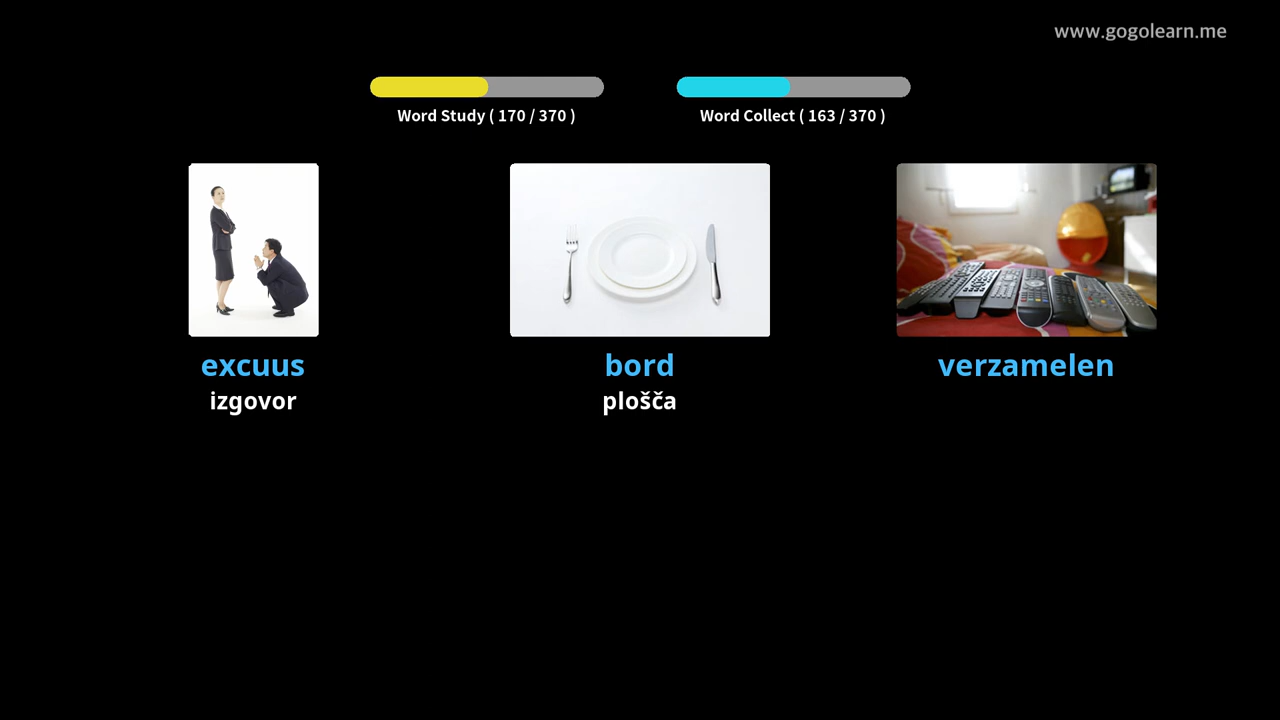 www.gogolearn.me
Word Study ( 170 / 370 )
Word Collect ( 163 / 370 )
excuus
bord
verzamelen
izgovor
plošča